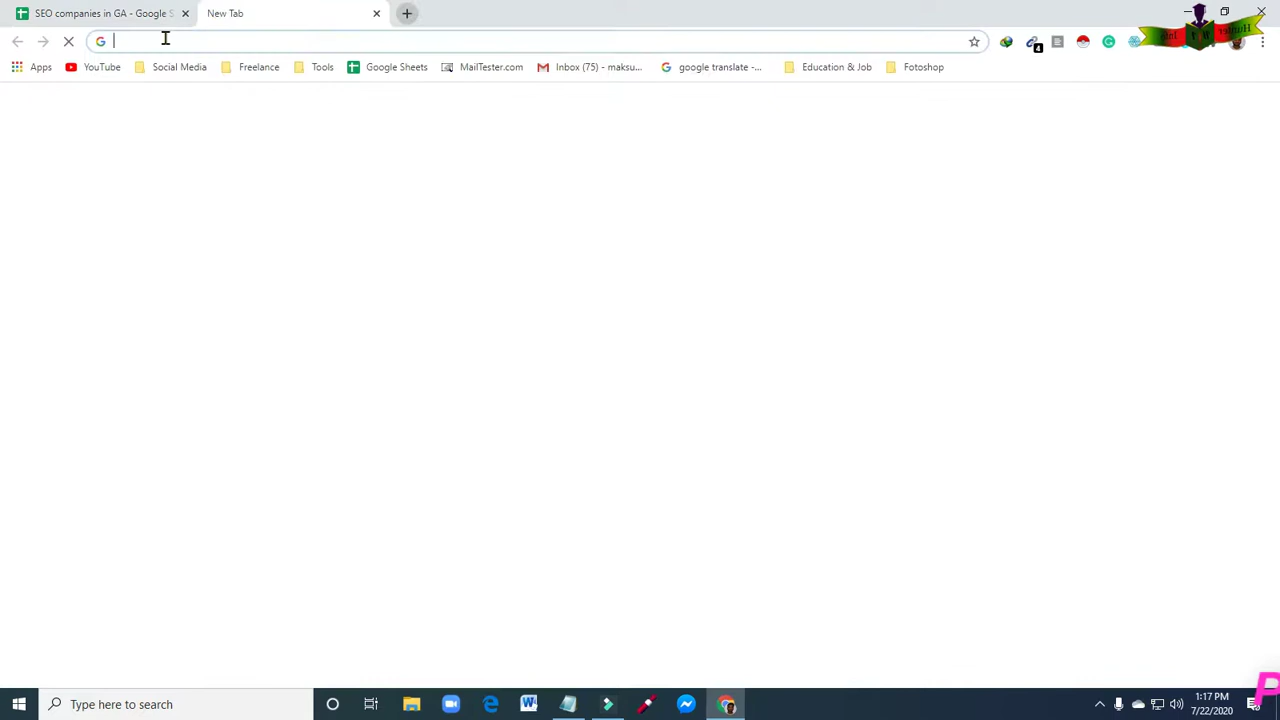 SEO companies in GA - Google S
New Tab
Apps
YouTube
Social Media
Freelance
Tools
Google Sheets
MailTester.com
Inbox (75) - maksu...
google translate -...
Education & Job
Fotoshop
4
Type here to search
1:17 PM
7/22/2020